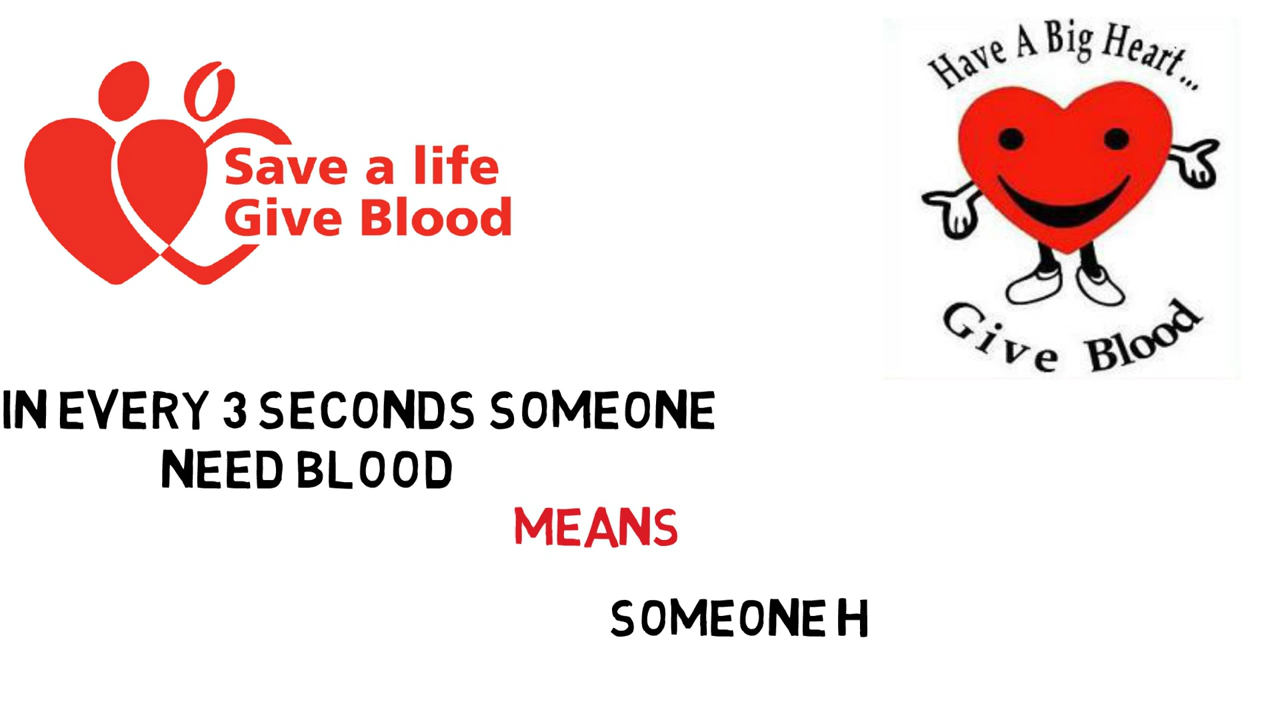 Save a life
Give Blood
Have A Big Heart...
Give Blood
IN EVERY 3 SECONDS SOMEONE
NEED BLOOD
MEANS
SOMEONE H